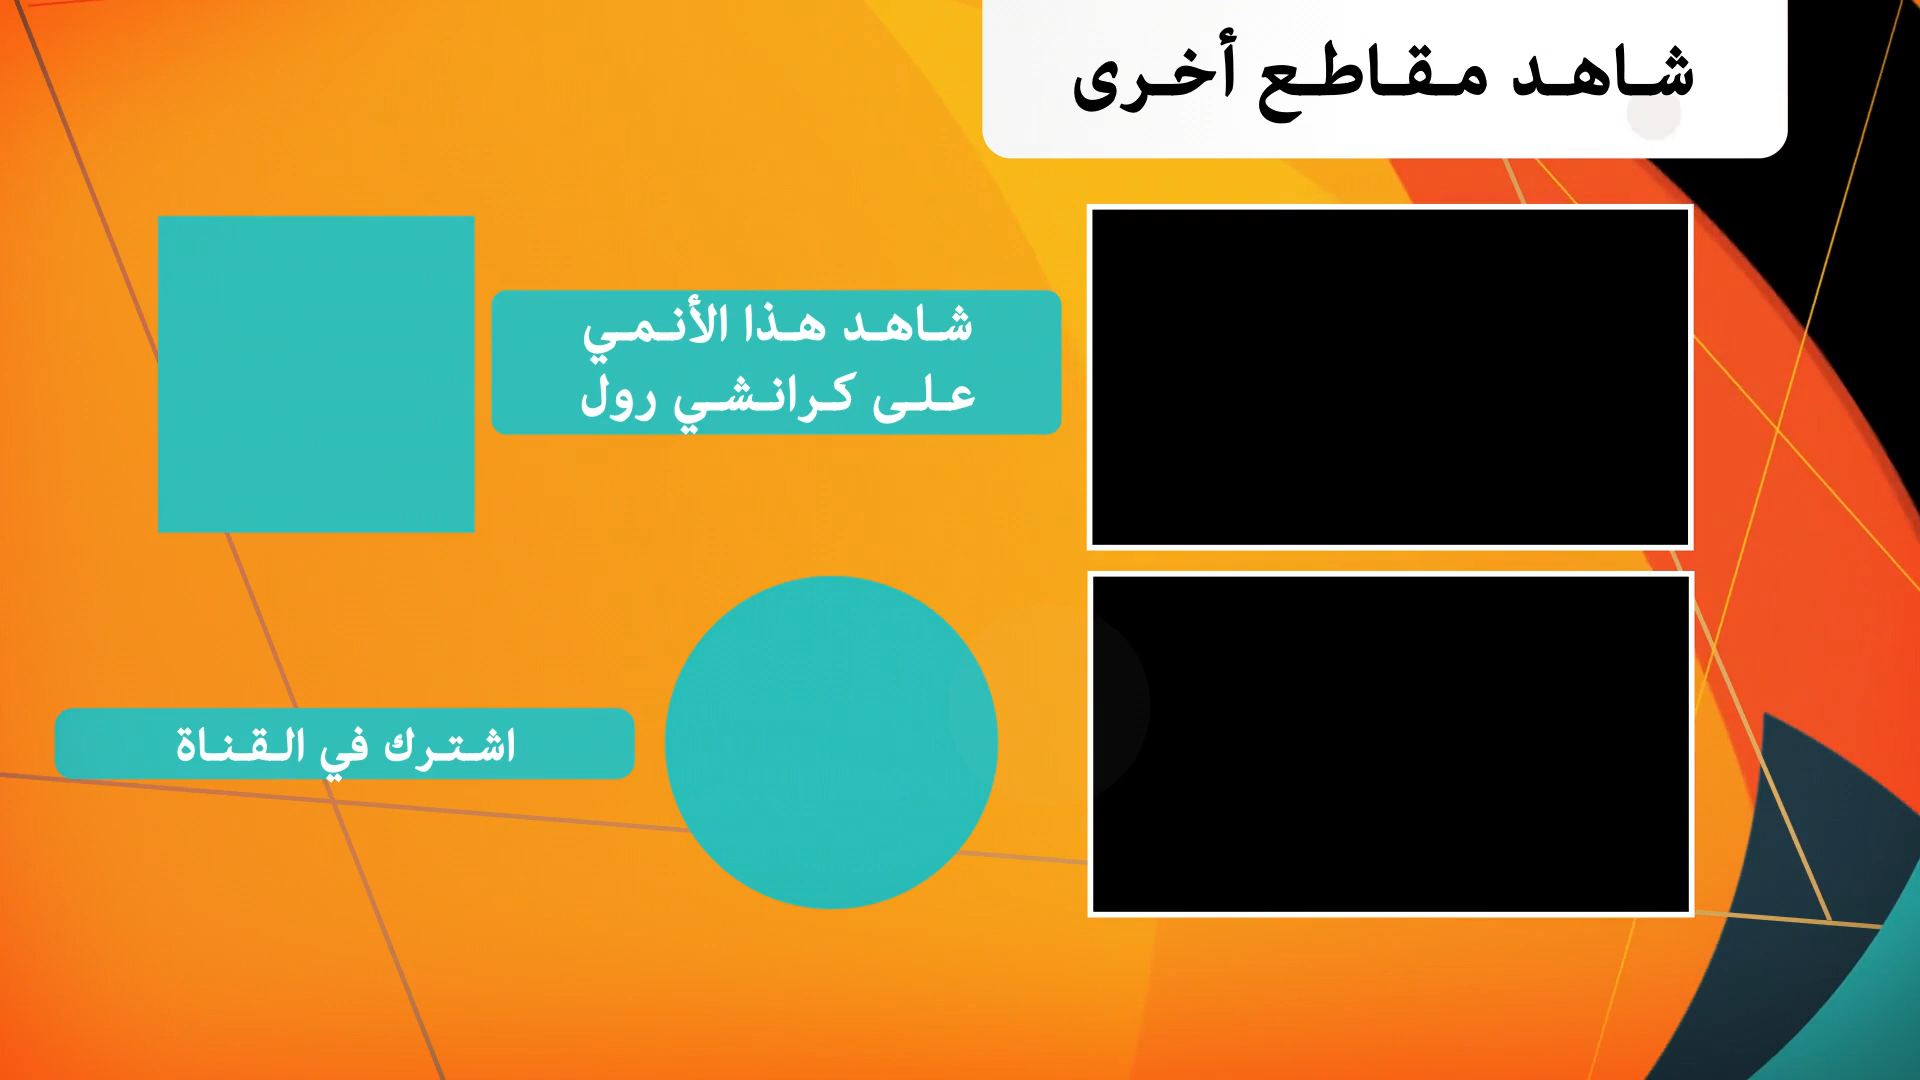 شاهد مقاطع أخرى
شاهد هذا الأنمي
على كرانشي رول
اشترك في القناة